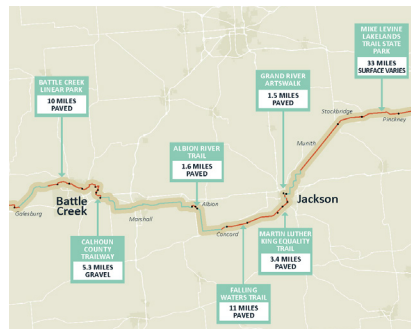 MIKE LEVINE
LAKELANDS
TRAIL STATE
PARK
33 MILES
SURFACE VARIES
GRAND RIVER
ARTSWALK
1.5 MILES
PAVED
BATTLE CREEK
LINEAR PARK
10 MILES
PAVED
Stockbridge
Pinckney
ALBION RIVER
TRAIL
1.6 MILES
PAVED
Munith
Galesburg
Battle
Creek
Marshall
Albion
Jackson
Concord
CALHOUN
COUNTY
TRAILWAY
5.3 MILES
GRAVEL
MARTIN LUTHER
KING EQUALITY
TRAIL
3.4 MILES
PAVED
FALLING
WATERS TRAIL
11 MILES
PAVED